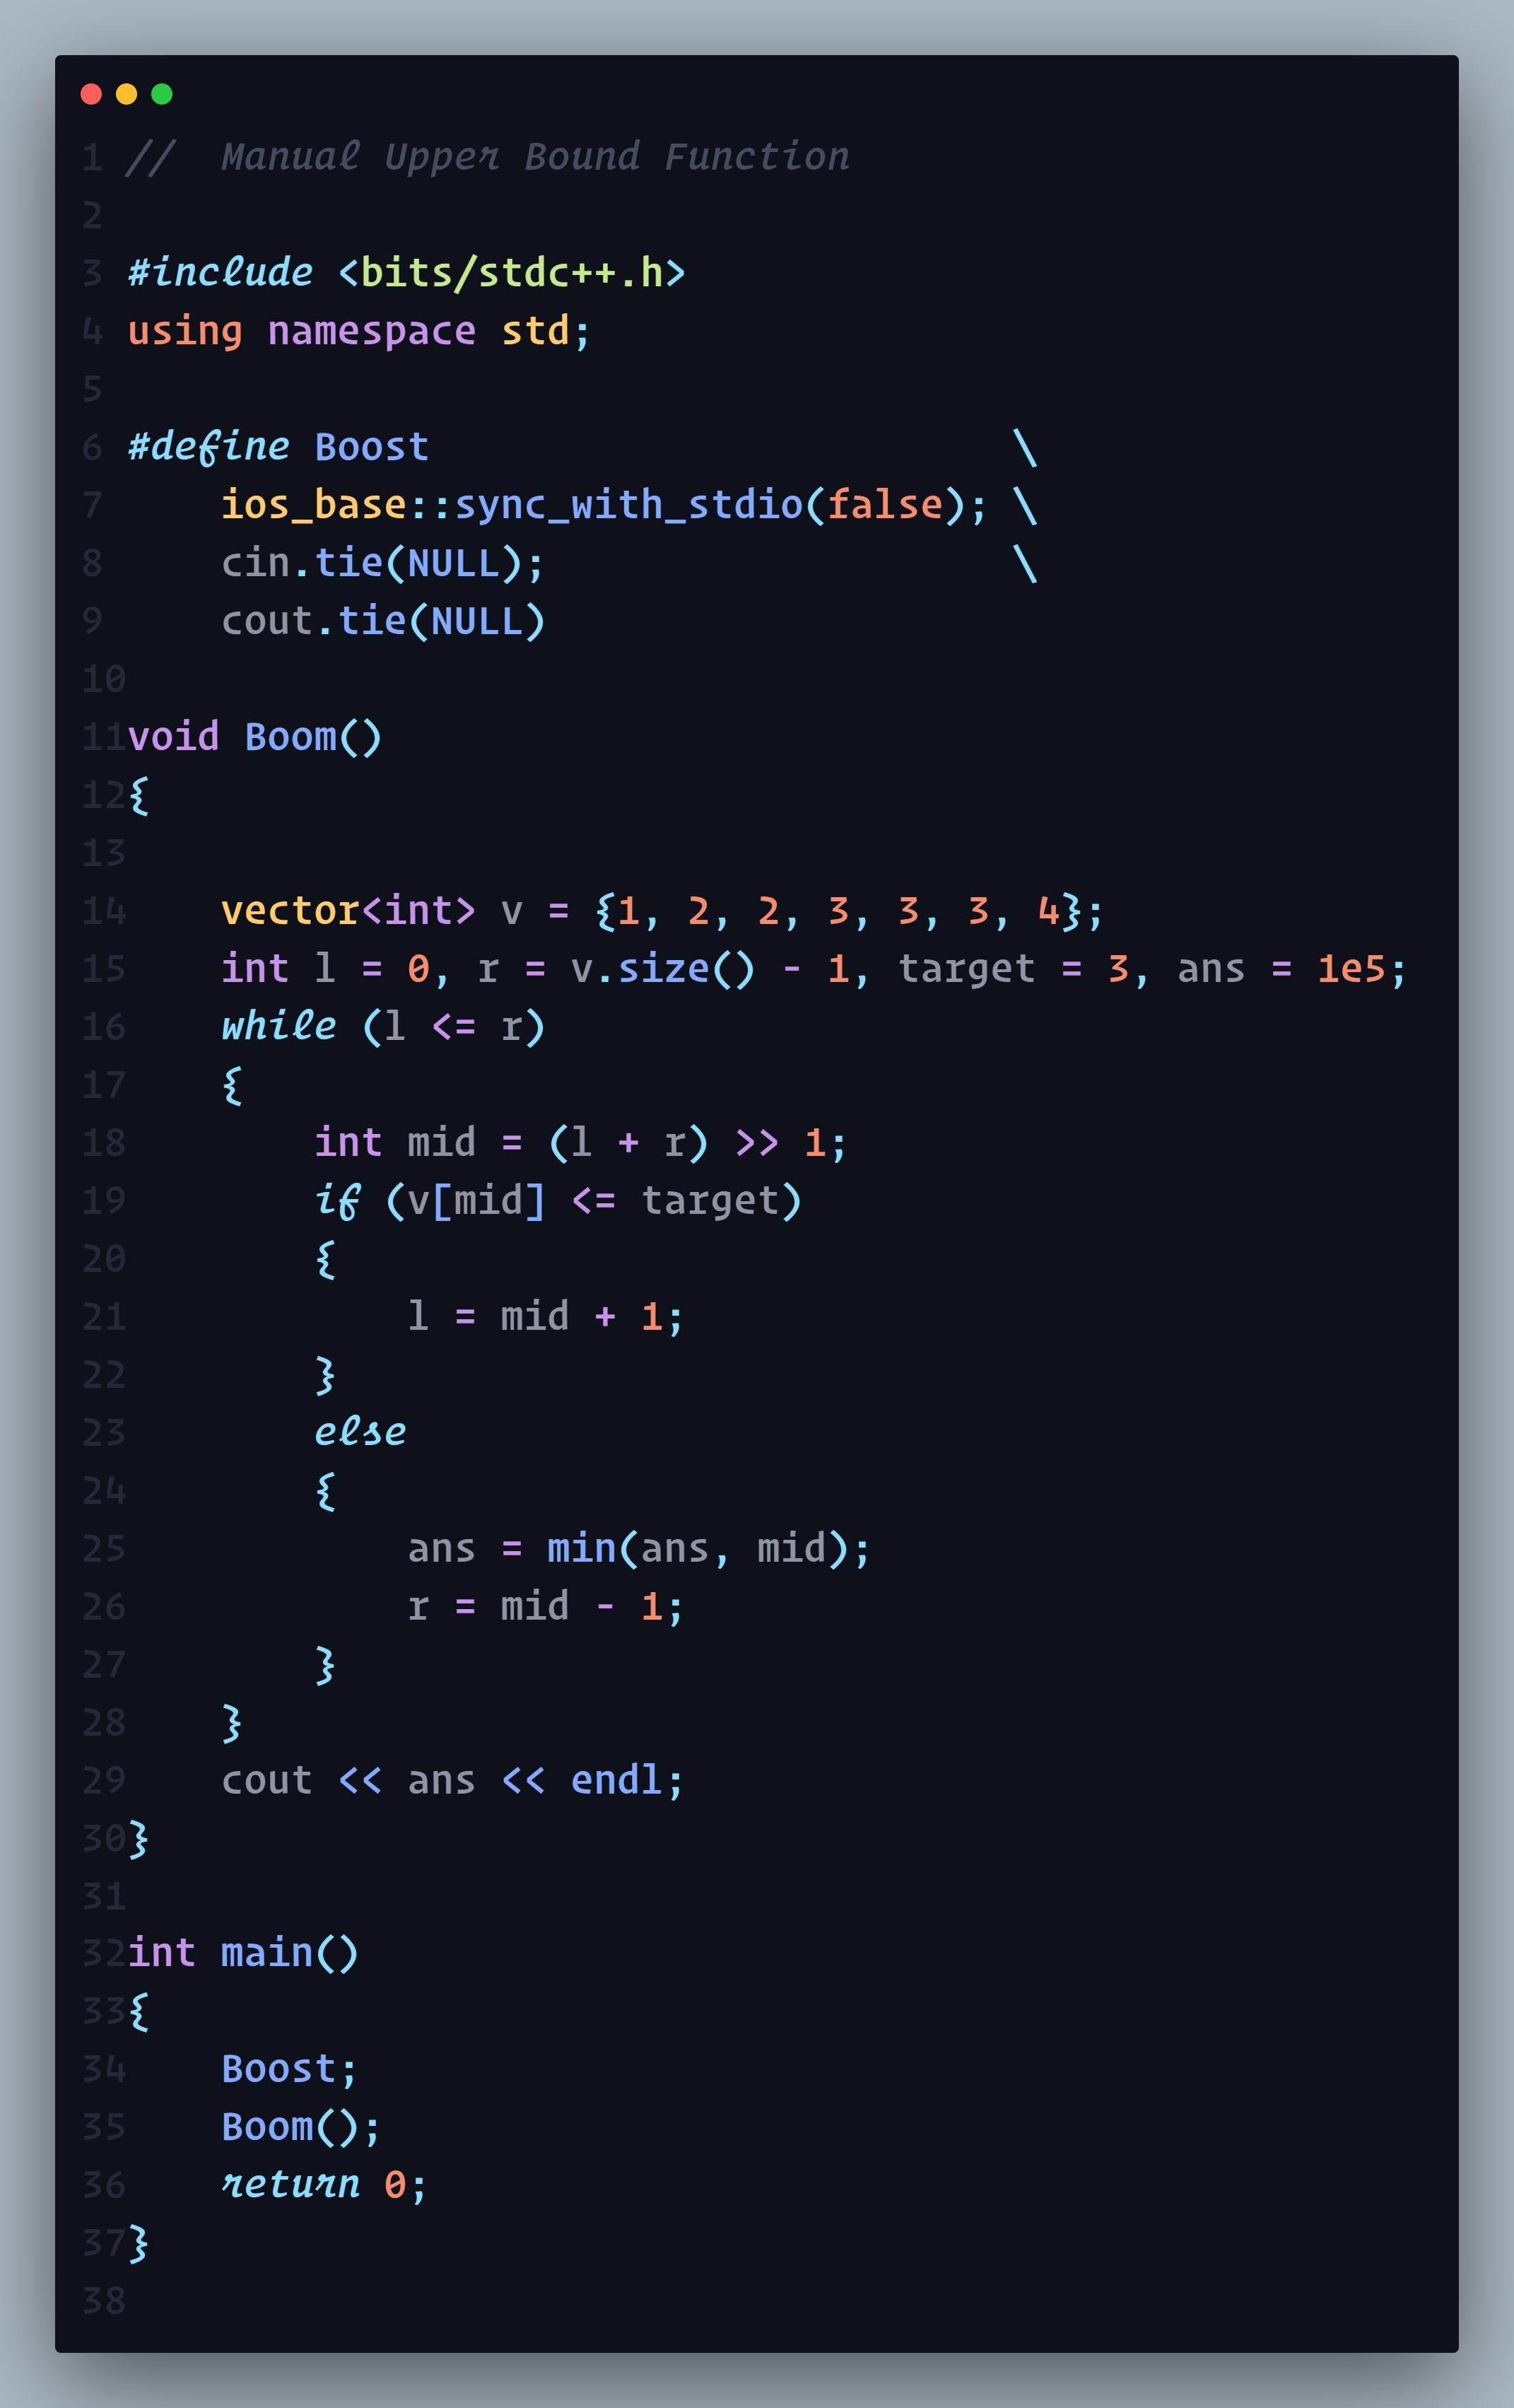 1 //  Manual Upper Bound Function
2
3 #include <bits/stdc++.h>
4 using namespace std;
5
6 #define Boost                         \
7     ios_base::sync_with_stdio(false); \
8     cin.tie(NULL);                    \
9     cout.tie(NULL)
10
11 void Boom()
12 {
13
14     vector<int> v = {1, 2, 2, 3, 3, 3, 4};
15     int l = 0, r = v.size() - 1, target = 3, ans = 1e5;
16     while (l <= r)
17     {
18         int mid = (l + r) >> 1;
19         if (v[mid] <= target)
20         {
21             l = mid + 1;
22         }
23         else
24         {
25             ans = min(ans, mid);
26             r = mid - 1;
27         }
28     }
29     cout << ans << endl;
30 }
31
32 int main()
33 {
34     Boost;
35     Boom();
36     return 0;
37 }
38